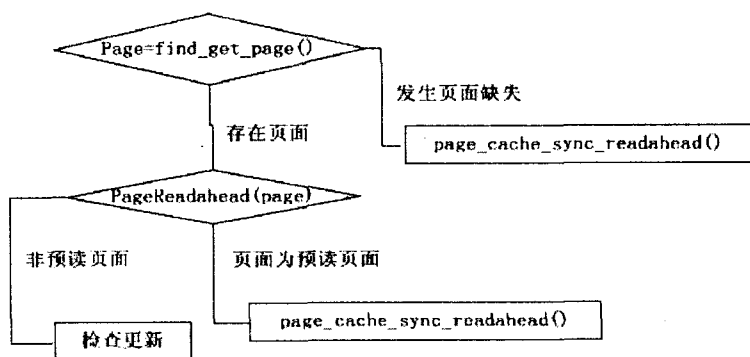 Page=find_get_page()
发生页面缺失
存在页面
page_cache_sync_readahead()
PageReadahead(page)
非预读页面
页面为预读页面
page_cache_sync_readahead()
检查更新